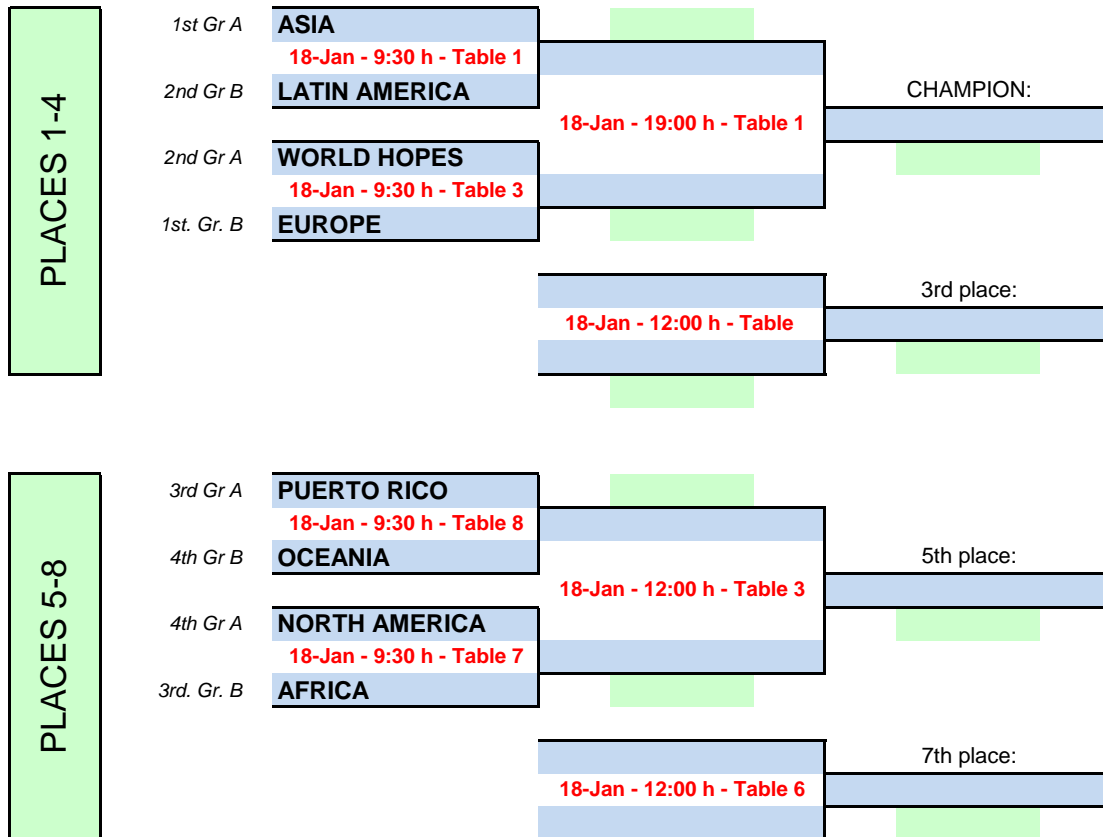 PLACES 1-4
1st Gr A ASIA
18-Jan - 9:30 h - Table 1
2nd Gr B LATIN AMERICA
CHAMPION:
18-Jan - 19:00 h - Table 1
2nd Gr A WORLD HOPES
18-Jan - 9:30 h - Table 3
1st. Gr. B EUROPE
3rd place:
18-Jan - 12:00 h - Table
PLACES 5-8
3rd Gr A PUERTO RICO
18-Jan - 9:30 h - Table 8
4th Gr B OCEANIA
5th place:
18-Jan - 12:00 h - Table 3
4th Gr A NORTH AMERICA
18-Jan - 9:30 h - Table 7
3rd. Gr. B AFRICA
7th place:
18-Jan - 12:00 h - Table 6